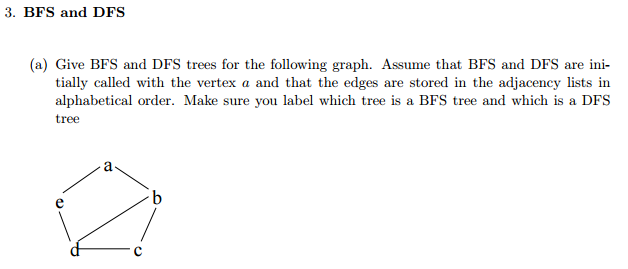 3. BFS and DFS
(a) Give BFS and DFS trees for the following graph. Assume that BFS and DFS are ini-
tially called with the vertex a and that the edges are stored in the adjacency lists in
alphabetical order. Make sure you label which tree is a BFS tree and which is a DFS
tree
a
e
b
d
c